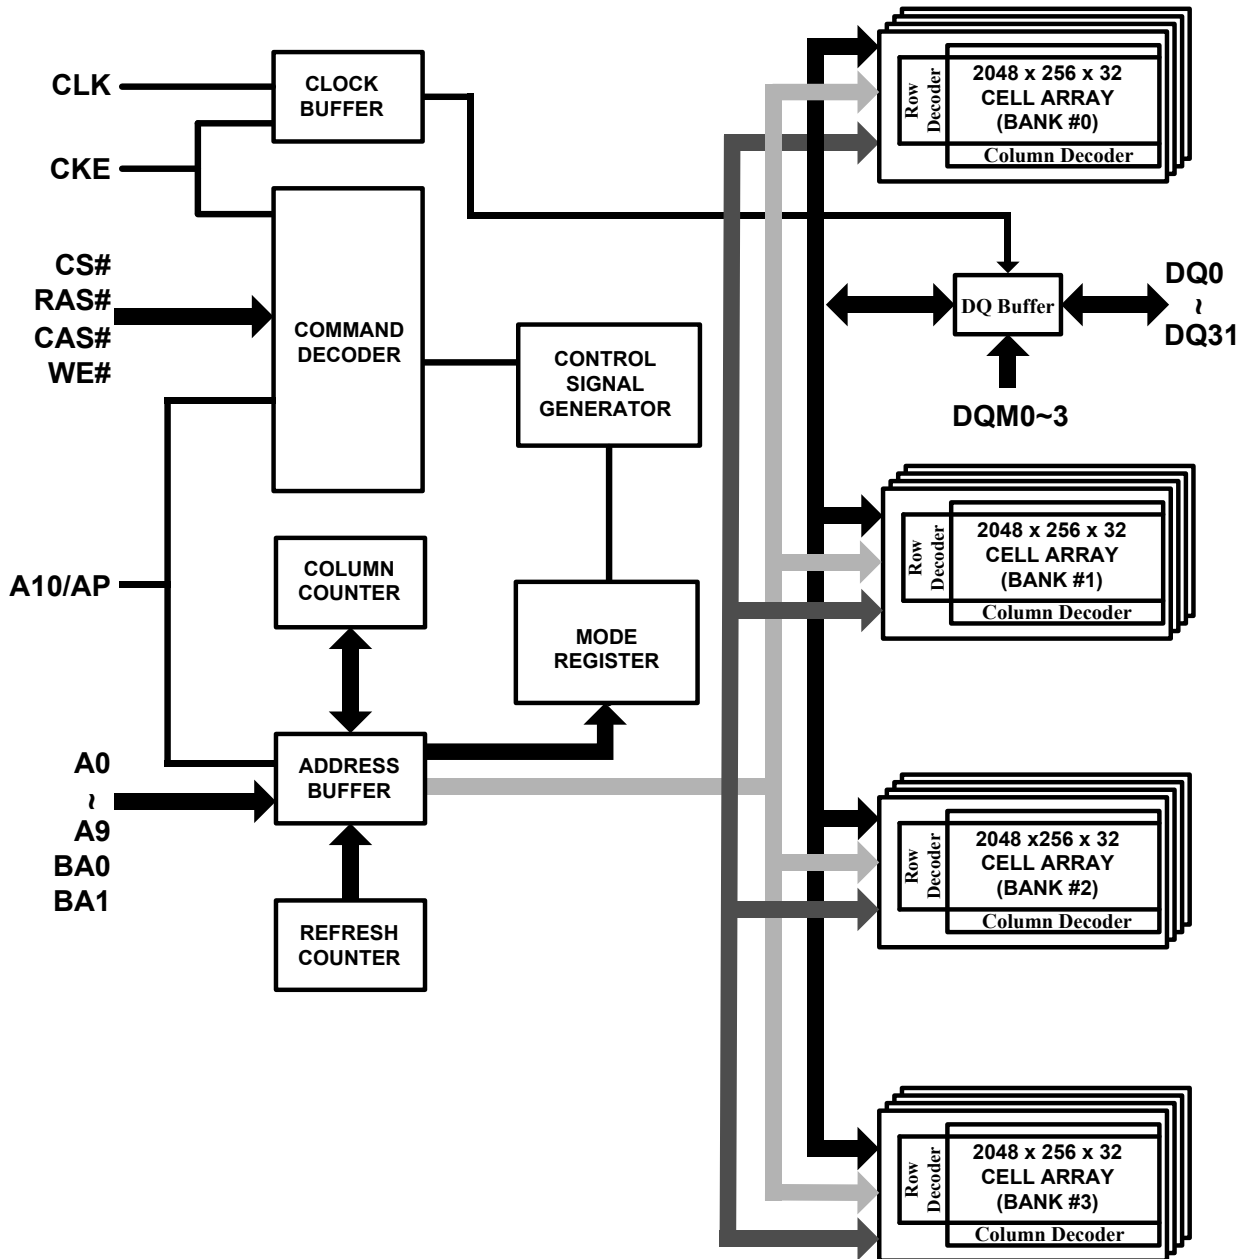 CLK
CKE
CS#
RAS#
CAS#
WE#
A10/AP
A0
~
A9
BA0
BA1
CLOCK
BUFFER
COMMAND
DECODER
CONTROL
SIGNAL
GENERATOR
COLUMN
COUNTER
MODE
REGISTER
ADDRESS
BUFFER
REFRESH
COUNTER
Row
Decoder
2048 x 256 x 32
CELL ARRAY
(BANK #0)
Column Decoder
DQ Buffer
DQ0
~
DQ31
DQM0~3
Row
Decoder
2048 x 256 x 32
CELL ARRAY
(BANK #1)
Column Decoder
Row
Decoder
2048 x256 x 32
CELL ARRAY
(BANK #2)
Column Decoder
Row
Decoder
2048 x 256 x 32
CELL ARRAY
(BANK #3)
Column Decoder